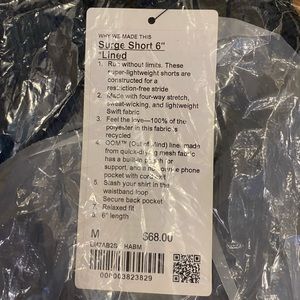 WHY WE MADE THIS
Surge Short 6"
*Lined
1. Run without limits. These
super-lightweight shorts are
constructed for a
restriction-free stride
2. Made with four-way stretch,
sweat-wicking, and lightweight
Swift fabric
3. Feel the love—100% of the
polyester in this fabric is
recycled
4. OOM™ (Out of Mind) liner made
from quick-drying mesh fabric
has a built-in pouch for
support, and a phone
pocket with
5. Stash your shirt in the
waistband loop
6. Secure back pocket
7. Relaxed fit
8. 6" length
M $68.00
HABM